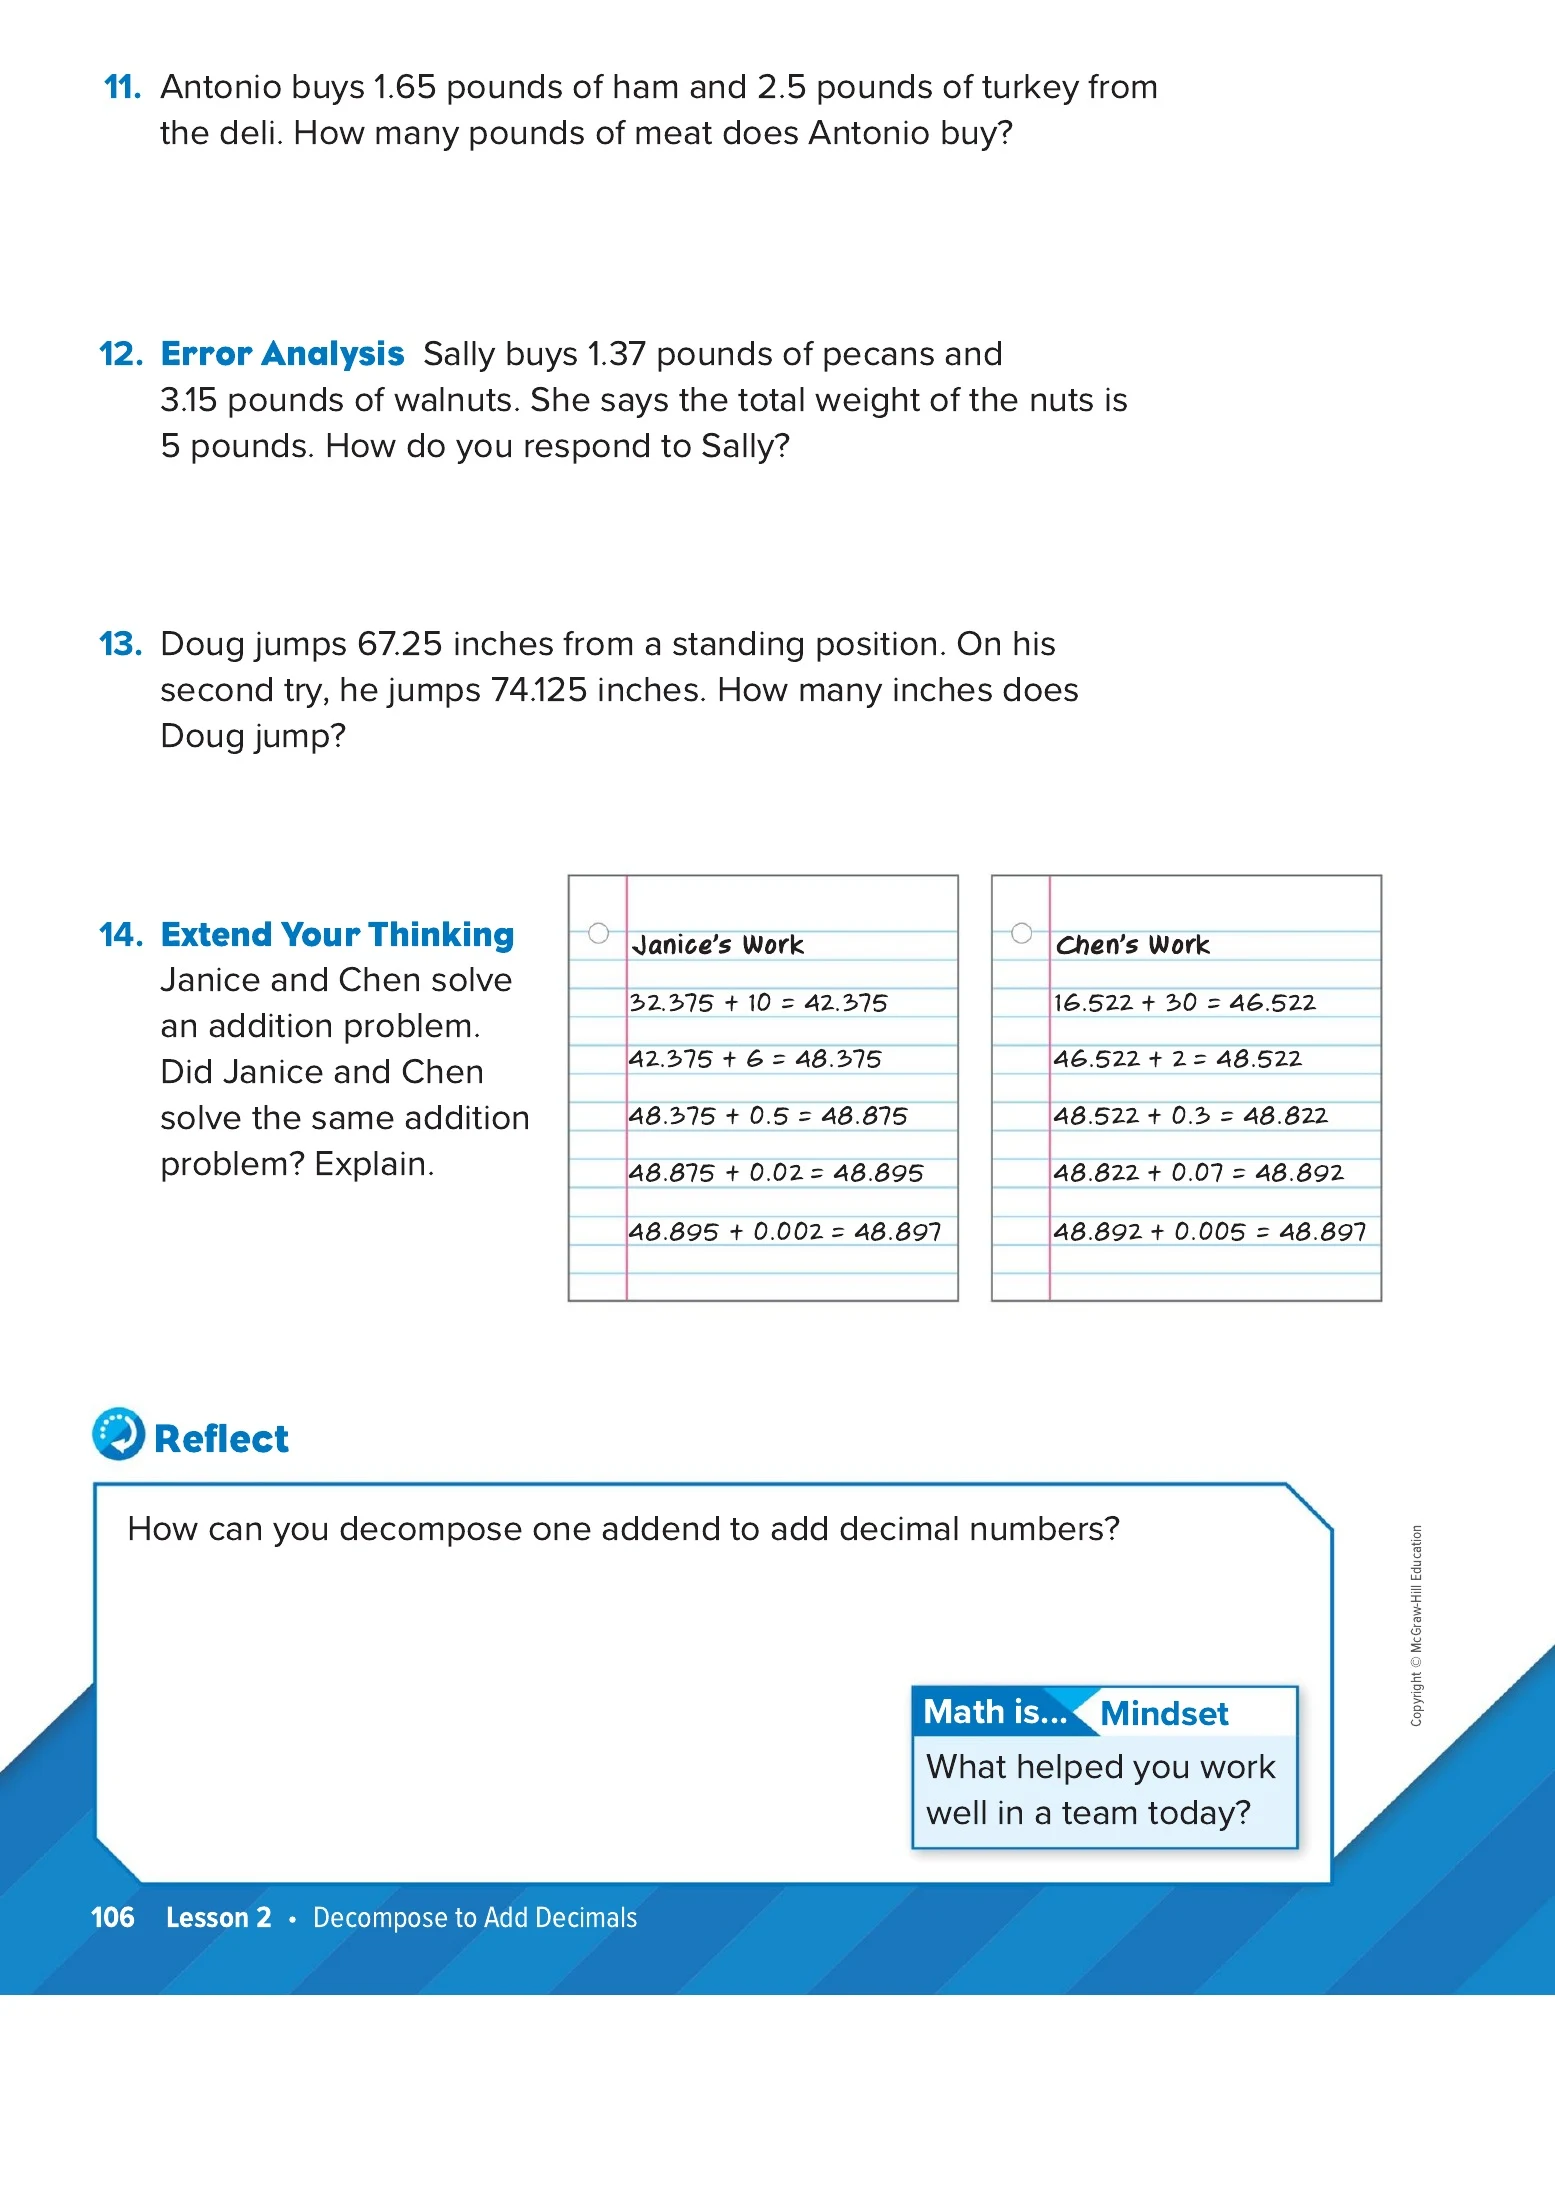 11. Antonio buys 1.65 pounds of ham and 2.5 pounds of turkey from
the deli. How many pounds of meat does Antonio buy?
12. Error Analysis Sally buys 1.37 pounds of pecans and
3.15 pounds of walnuts. She says the total weight of the nuts is
5 pounds. How do you respond to Sally?
13. Doug jumps 67.25 inches from a standing position. On his
second try, he jumps 74.125 inches. How many inches does
Doug jump?
14. Extend Your Thinking
Janice and Chen solve
an addition problem.
Did Janice and Chen
solve the same addition
problem? Explain.
Janice's Work
32.375 + 10 = 42.375
42.375 + 6 = 48.375
48.375 + 0.5 = 48.875
48.875 + 0.02 = 48.895
48.895 + 0.002 = 48.897
Chen's Work
16.522 + 30 = 46.522
46.522 + 2 = 48.522
48.522 + 0.3 = 48.822
48.822 + 0.07 = 48.892
48.892 + 0.005 = 48.897
Reflect
How can you decompose one addend to add decimal numbers?
Math is... Mindset
What helped you work
well in a team today?
Copyright © McGraw-Hill Education
106 Lesson 2 • Decompose to Add Decimals